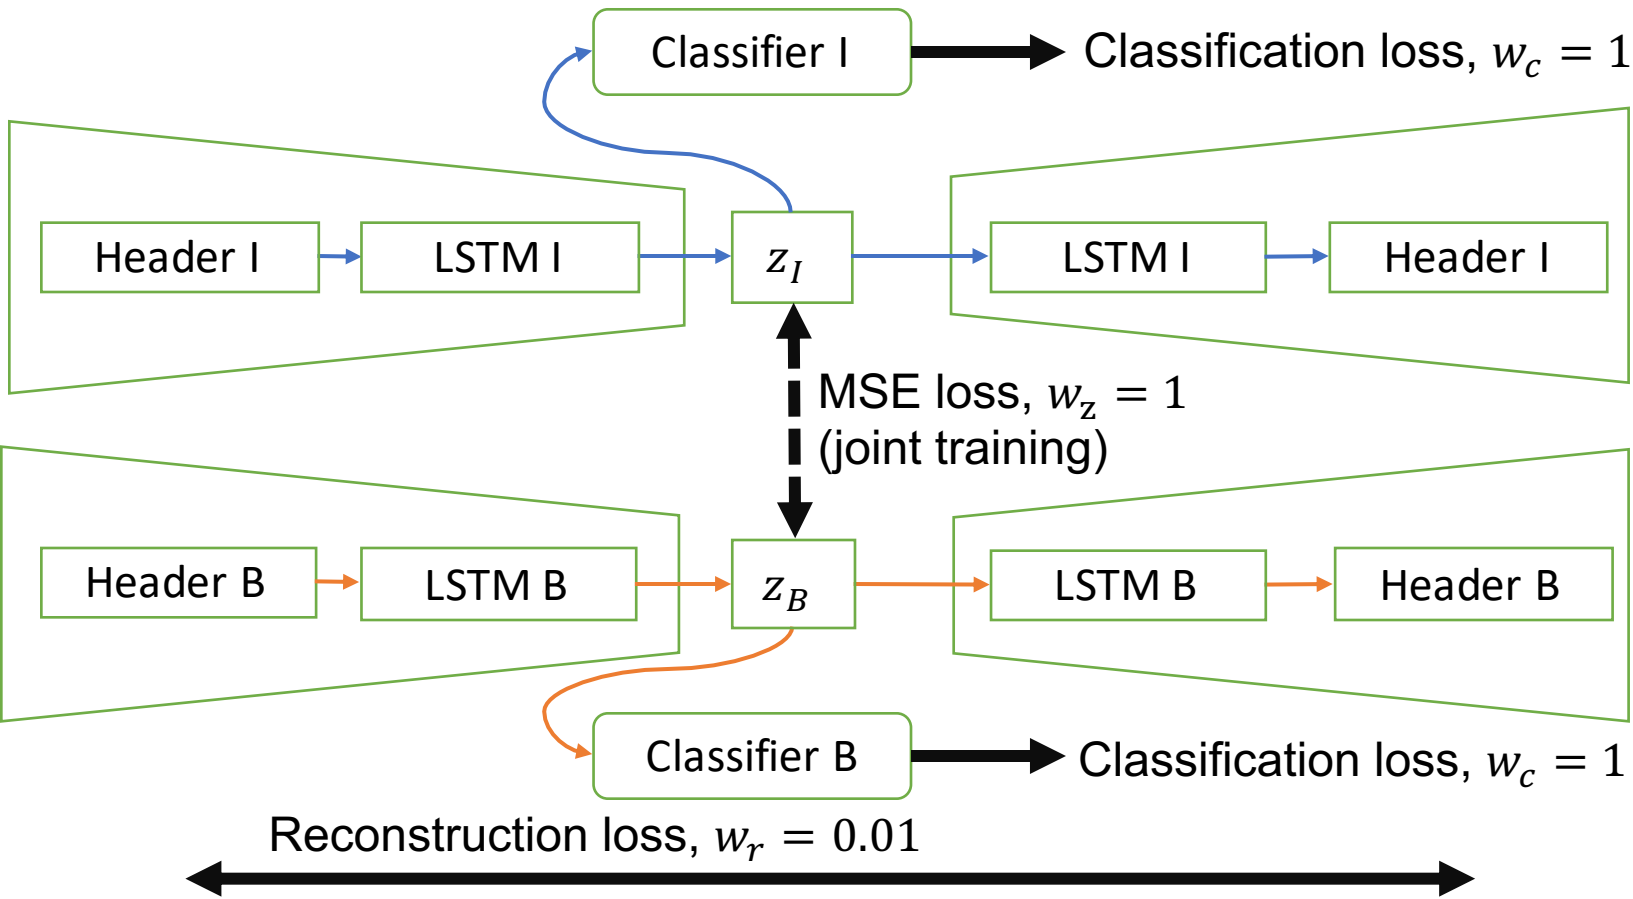 Classifier I
Classification loss, w_c = 1
Header I
LSTM I
z_I
LSTM I
Header I
MSE loss, w_z = 1
(joint training)
Header B
LSTM B
z_B
LSTM B
Header B
Classifier B
Classification loss, w_c = 1
Reconstruction loss, w_r = 0.01